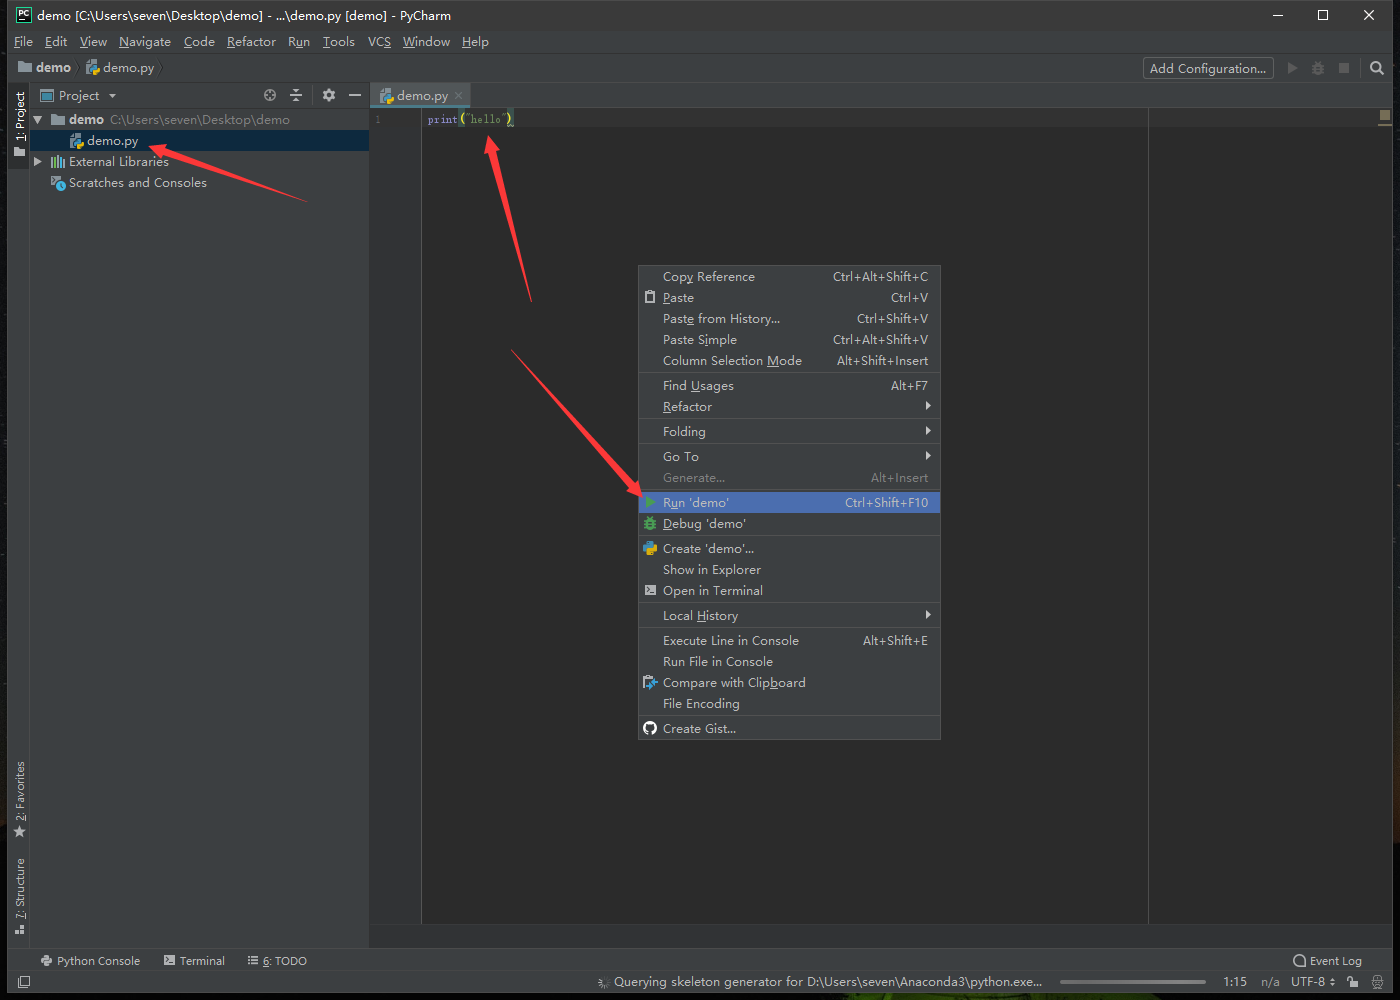 PC demo [C:\Users\seven\Desktop\demo] - ...\demo.py [demo] - PyCharm
File Edit View Navigate Code Refactor Run Tools VCS Window Help
demo demo.py Add Configuration...
1: Project
Project
demo.py
demo C:\Users\seven\Desktop\demo
demo.py
External Libraries
Scratches and Consoles
1 print("hello")
Copy Reference Ctrl+Alt+Shift+C
Paste Ctrl+V
Paste from History... Ctrl+Shift+V
Paste Simple Ctrl+Alt+Shift+V
Column Selection Mode Alt+Shift+Insert
Find Usages Alt+F7
Refactor
Folding
Go To
Generate... Alt+Insert
Run 'demo' Ctrl+Shift+F10
Debug 'demo'
Create 'demo'...
Show in Explorer
Open in Terminal
Local History
Execute Line in Console Alt+Shift+E
Run File in Console
Compare with Clipboard
File Encoding
Create Gist...
2: Favorites
7: Structure
Python Console Terminal 6: TODO Event Log
Querying skeleton generator for D:\Users\seven\Anaconda3\python.exe... 1:15 n/a UTF-8